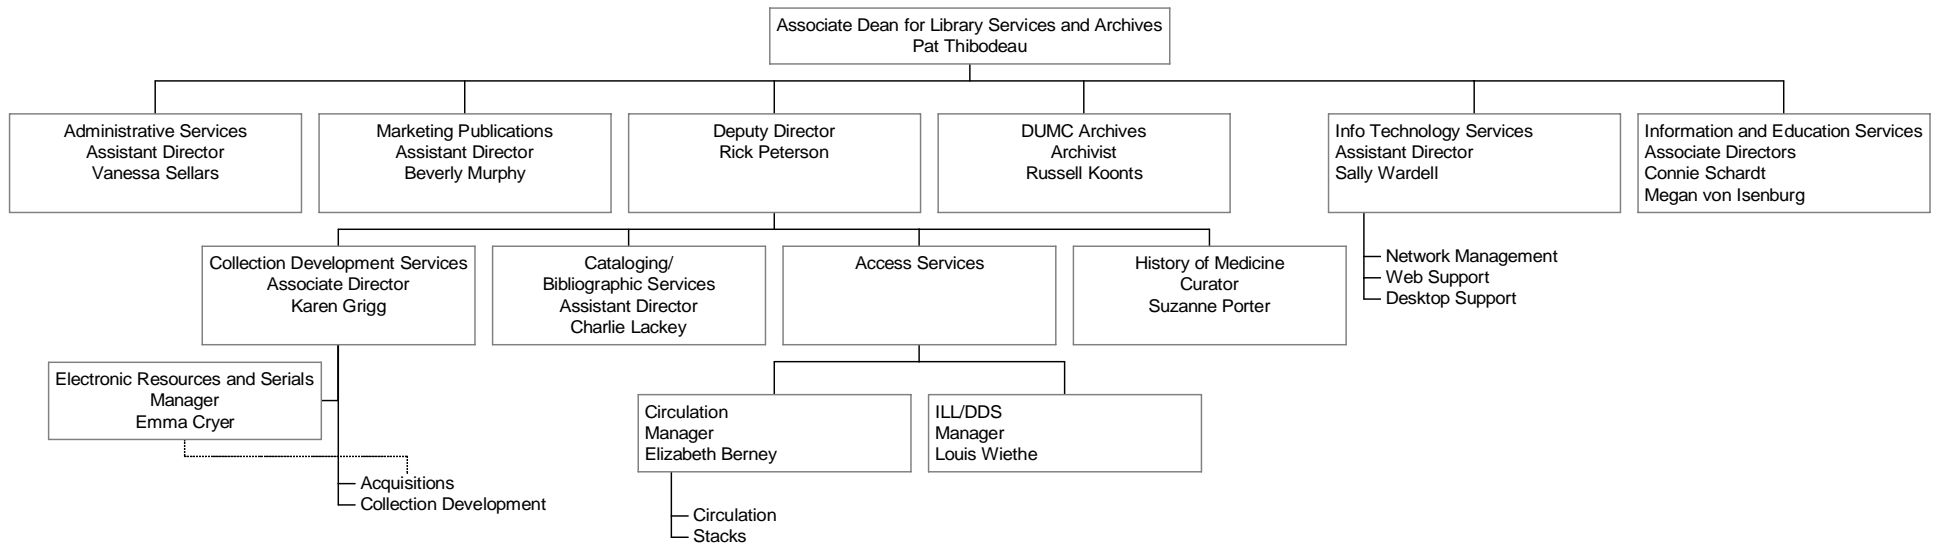 Associate Dean for Library Services and Archives
Pat Thibodeau
Administrative Services
Assistant Director
Vanessa Sellars
Marketing Publications
Assistant Director
Beverly Murphy
Deputy Director
Rick Peterson
DUMC Archives
Archivist
Russell Koonts
Info Technology Services
Assistant Director
Sally Wardell
Information and Education Services
Associate Directors
Connie Schardt
Megan von Isenburg
Collection Development Services
Associate Director
Karen Grigg
Cataloging/
Bibliographic Services
Assistant Director
Charlie Lackey
Access Services
History of Medicine
Curator
Suzanne Porter
Network Management
Web Support
Desktop Support
Electronic Resources and Serials
Manager
Emma Cryer
Circulation
Manager
Elizabeth Berney
ILL/DDS
Manager
Louis Wiethe
Acquisitions
Collection Development
Circulation
Stacks